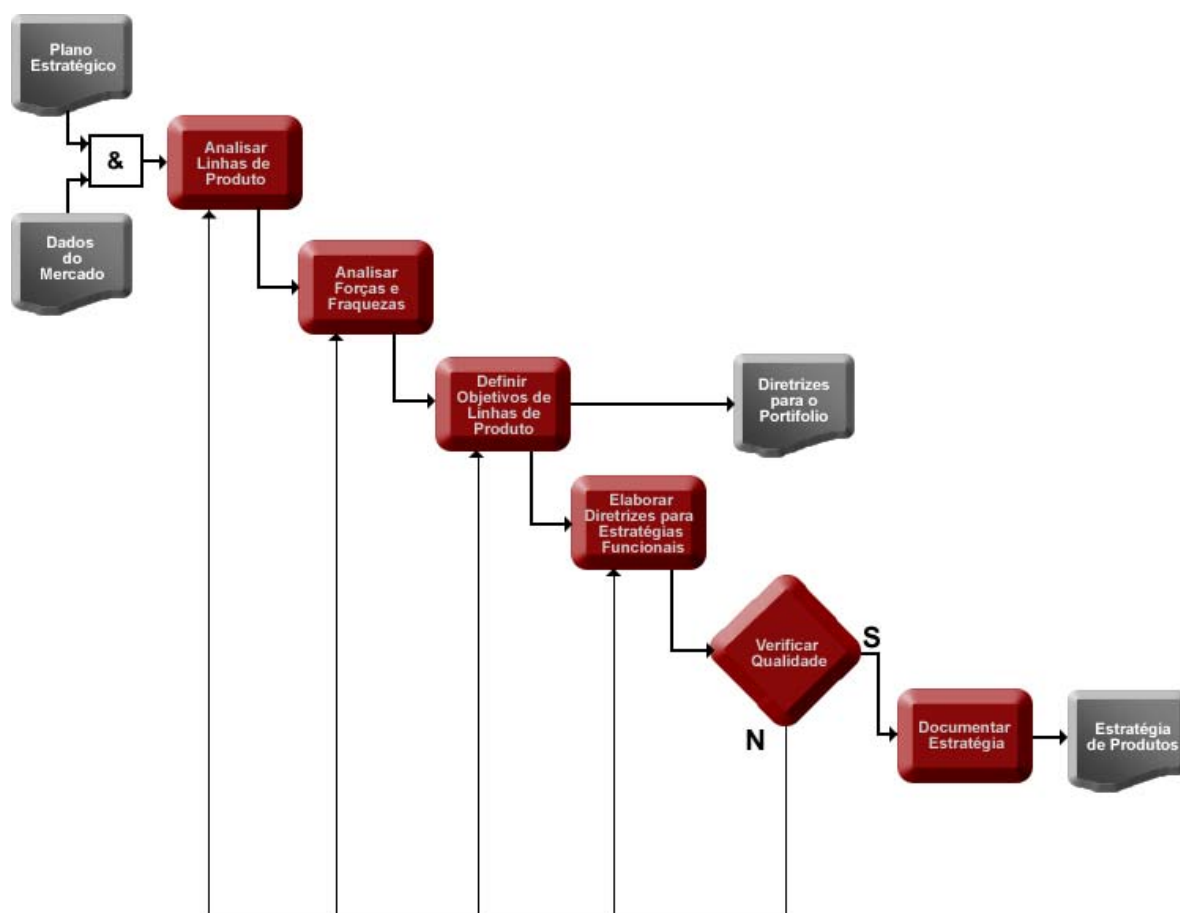 Plano
Estratégico
&
Analisar
Linhas de
Produto
Dados
do
Mercado
Analisar
Forças e
Fraquezas
Definir
Objetivos de
Linhas de
Produto
Diretrizes
para o
Portifolio
Elaborar
Diretrizes para
Estratégias
Funcionais
Verificar
Qualidade
S
N
Documentar
Estratégia
Estratégia
de Produtos